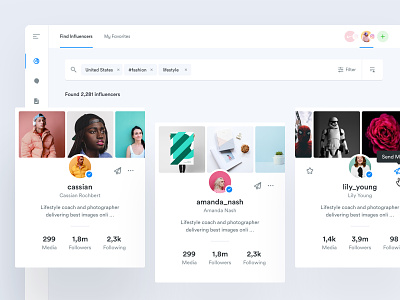 Find Influencers
My Favorites
United States ×
#fashion ×
lifestyle ×
Filter
Found 2,281 influencers
cassian
Cassian Rochbert
Lifestyle coach and photographer
delivering best images onli ...
299 1,8m 2,3k
Media Followers Following
amanda_nash
Amanda Nash
Lifestyle coach and photographer
delivering best images onli ...
299 1,8m 2,3k
Media Followers Following
Send M
lily_young
Lily Young
Lifestyle coach and photographer
delivering best images onli ...
1,4k 3,9m 98
Media Followers Following